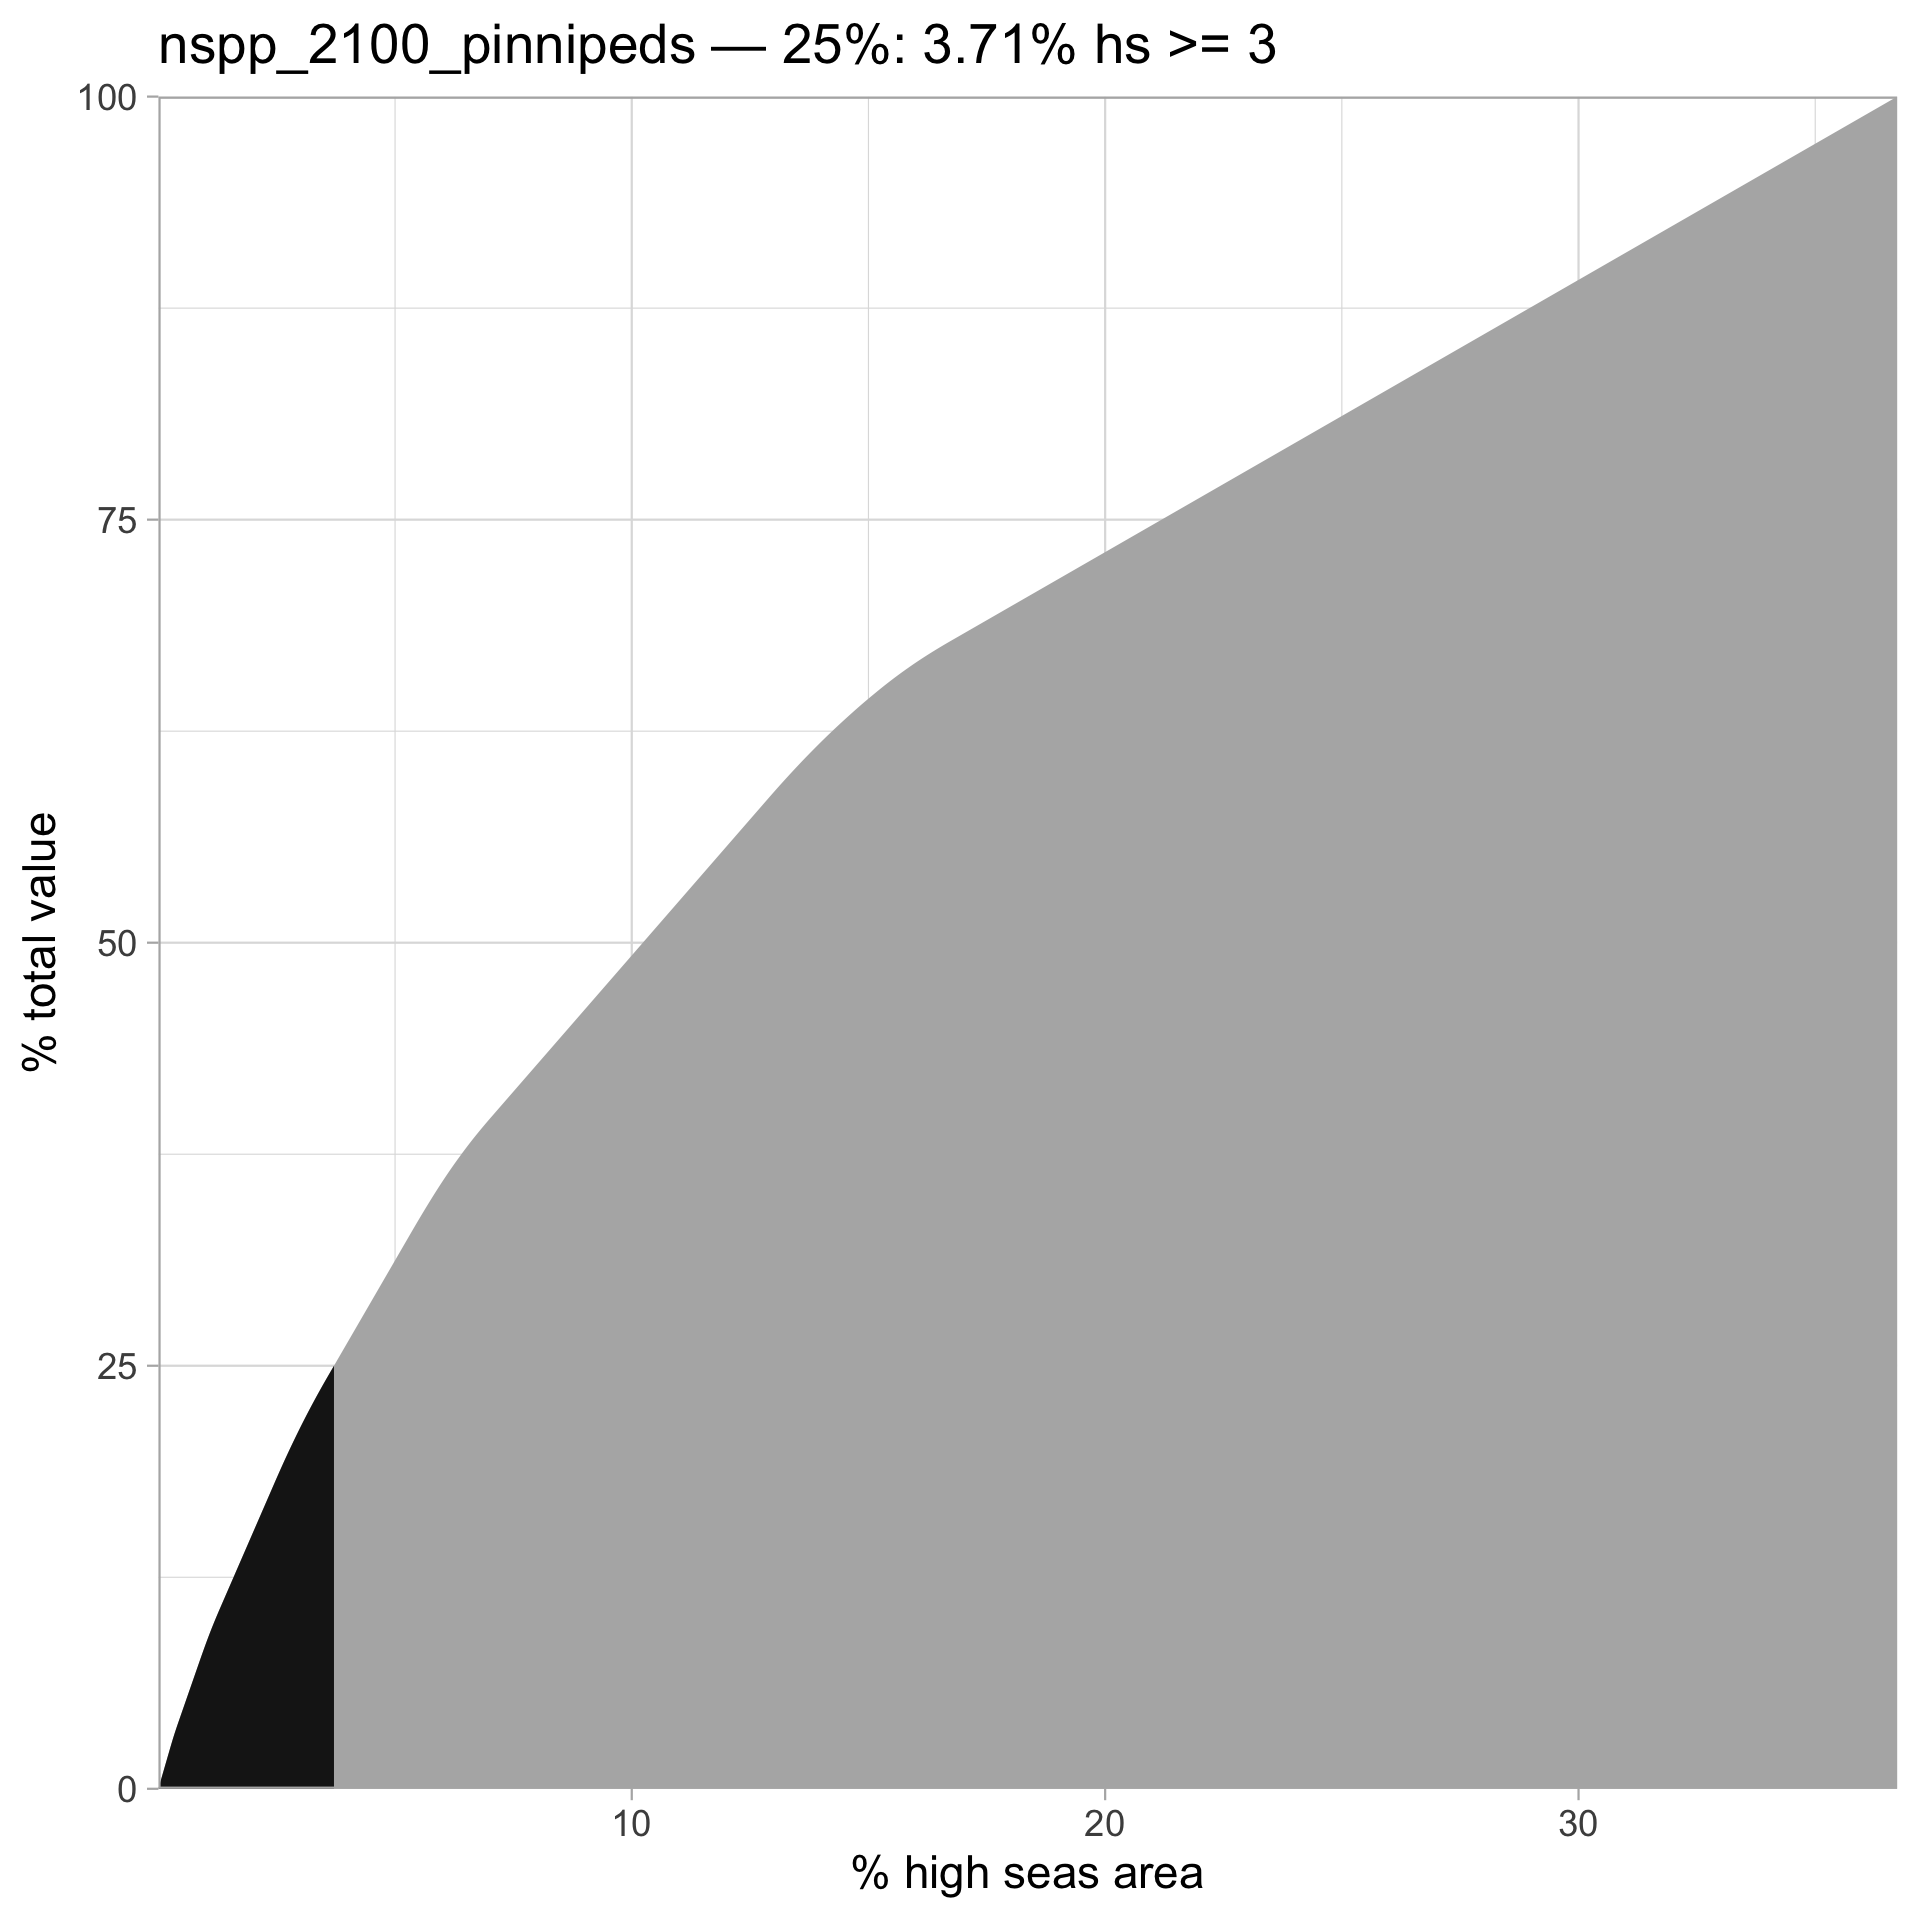 nspp_2100_pinnipeds — 25%: 3.71% hs >= 3
100
75
50
25
0
% total value
10 20 30
% high seas area